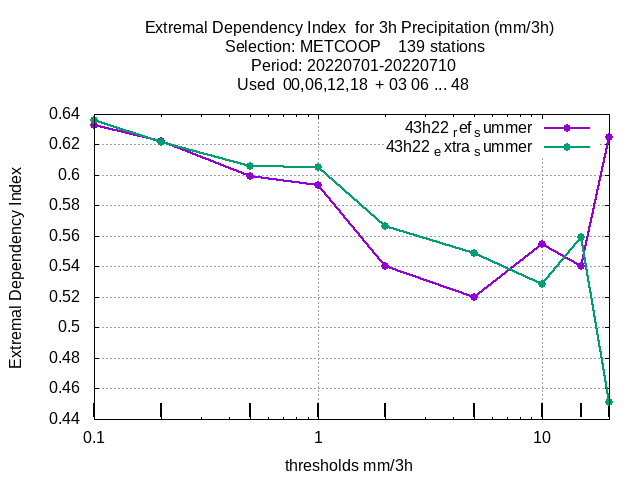 Extremal Dependency Index  for 3h Precipitation (mm/3h)
Selection: METCOOP    139 stations
Period: 20220701-20220710
Used  00,06,12,18  + 03 06 ... 48
43h22 ref summer
43h22 extra summer
Extremal Dependency Index
0.64
0.62
0.6
0.58
0.56
0.54
0.52
0.5
0.48
0.46
0.44
0.1 1 10
thresholds mm/3h